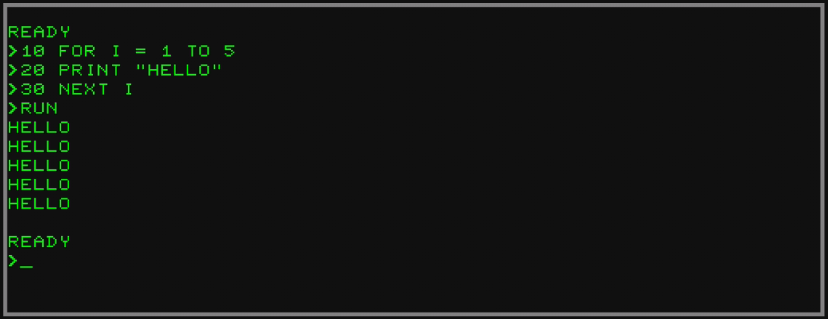 READY
>10 FOR I = 1 TO 5
>20 PRINT "HELLO"
>30 NEXT I
>RUN
HELLO
HELLO
HELLO
HELLO
HELLO
READY
>_